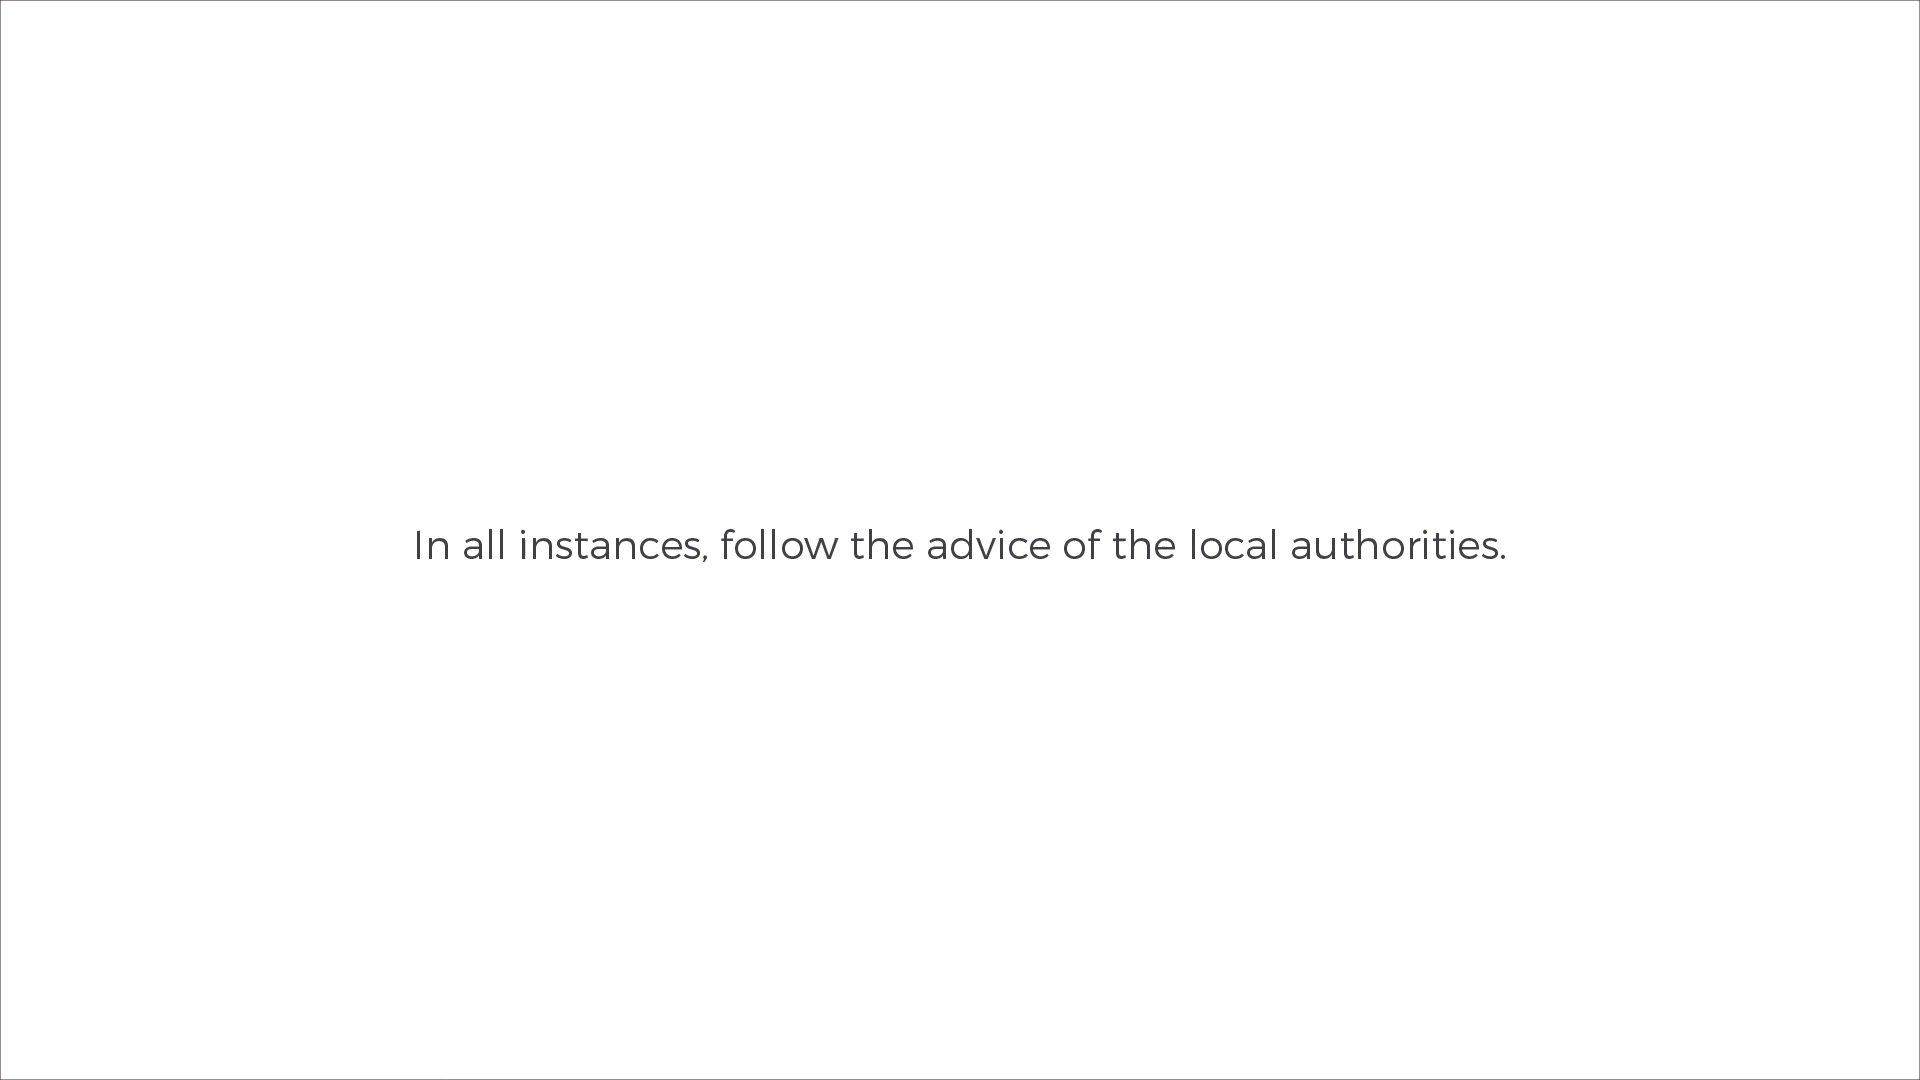 In all instances, follow the advice of the local authorities.